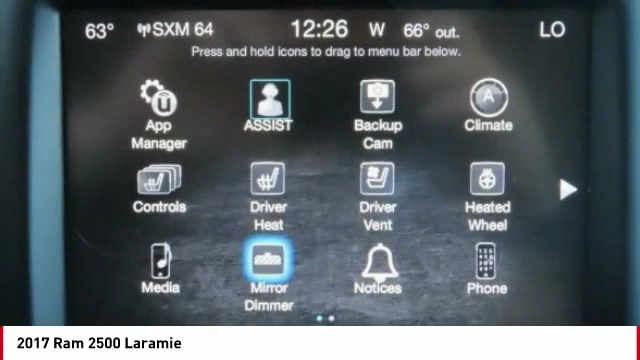 63° SXM 64 12:26 W 66° out. LO
Press and hold icons to drag to menu bar below.
App Manager
ASSIST
Backup Cam
A
Climate
Controls
Driver Heat
Driver Vent
Heated Wheel
Media
Mirror Dimmer
Notices
Phone
2017 Ram 2500 Laramie